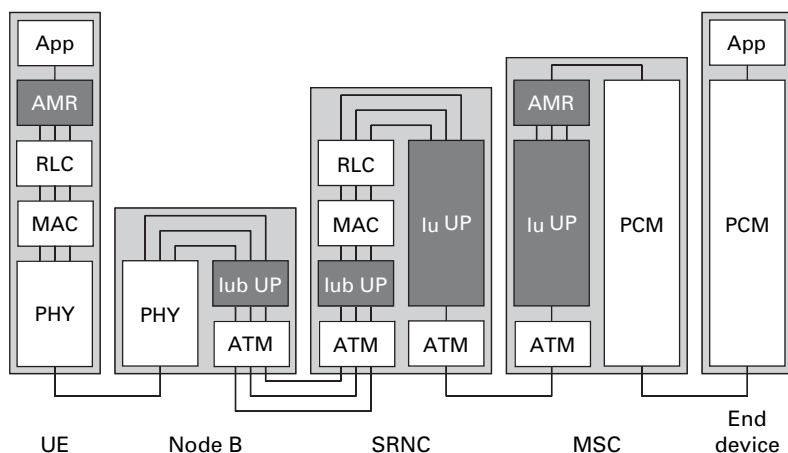 App
AMR
RLC
MAC
PHY
PHY
Iub UP
ATM
RLC
MAC
Iub UP
ATM
Iu UP
ATM
AMR
Iu UP
ATM
PCM
App
PCM
UE
Node B
SRNC
MSC
End
device